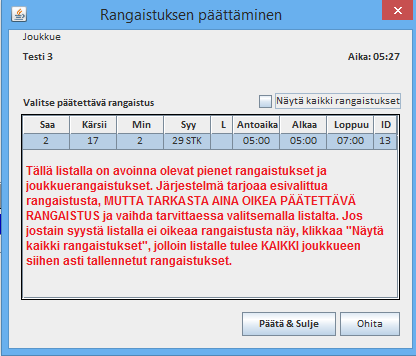 Rangaistuksen päättäminen
Joukkue
Testi 3 Aika: 05:27
Valitse päätettävä rangaistus Näytä kaikki rangaistukset
Saa Kärsii Min Syy L Antoaika Alkaa Loppuu ID
2 17 2 29 STK 05:00 05:00 07:00 13
Tällä listalla on avoinna olevat pienet rangaistukset ja
joukkuerangaistukset. Järjestelmä tarjoaa esivalittua
rangaistusta, MUTTA TARKASTA AINA OIKEA PÄÄTETTÄVÄ
RANGAISTUS ja vaihda tarvittaessa valitsemalla listalta. Jos
jostain syystä listalla ei oikeaa rangaistusta näy, klikkaa "Näytä
kaikki rangaistukset", jolloin listalle tulee KAIKKI joukkueen
siihen asti tallennetut rangaistukset.
Päätä & Sulje Ohita